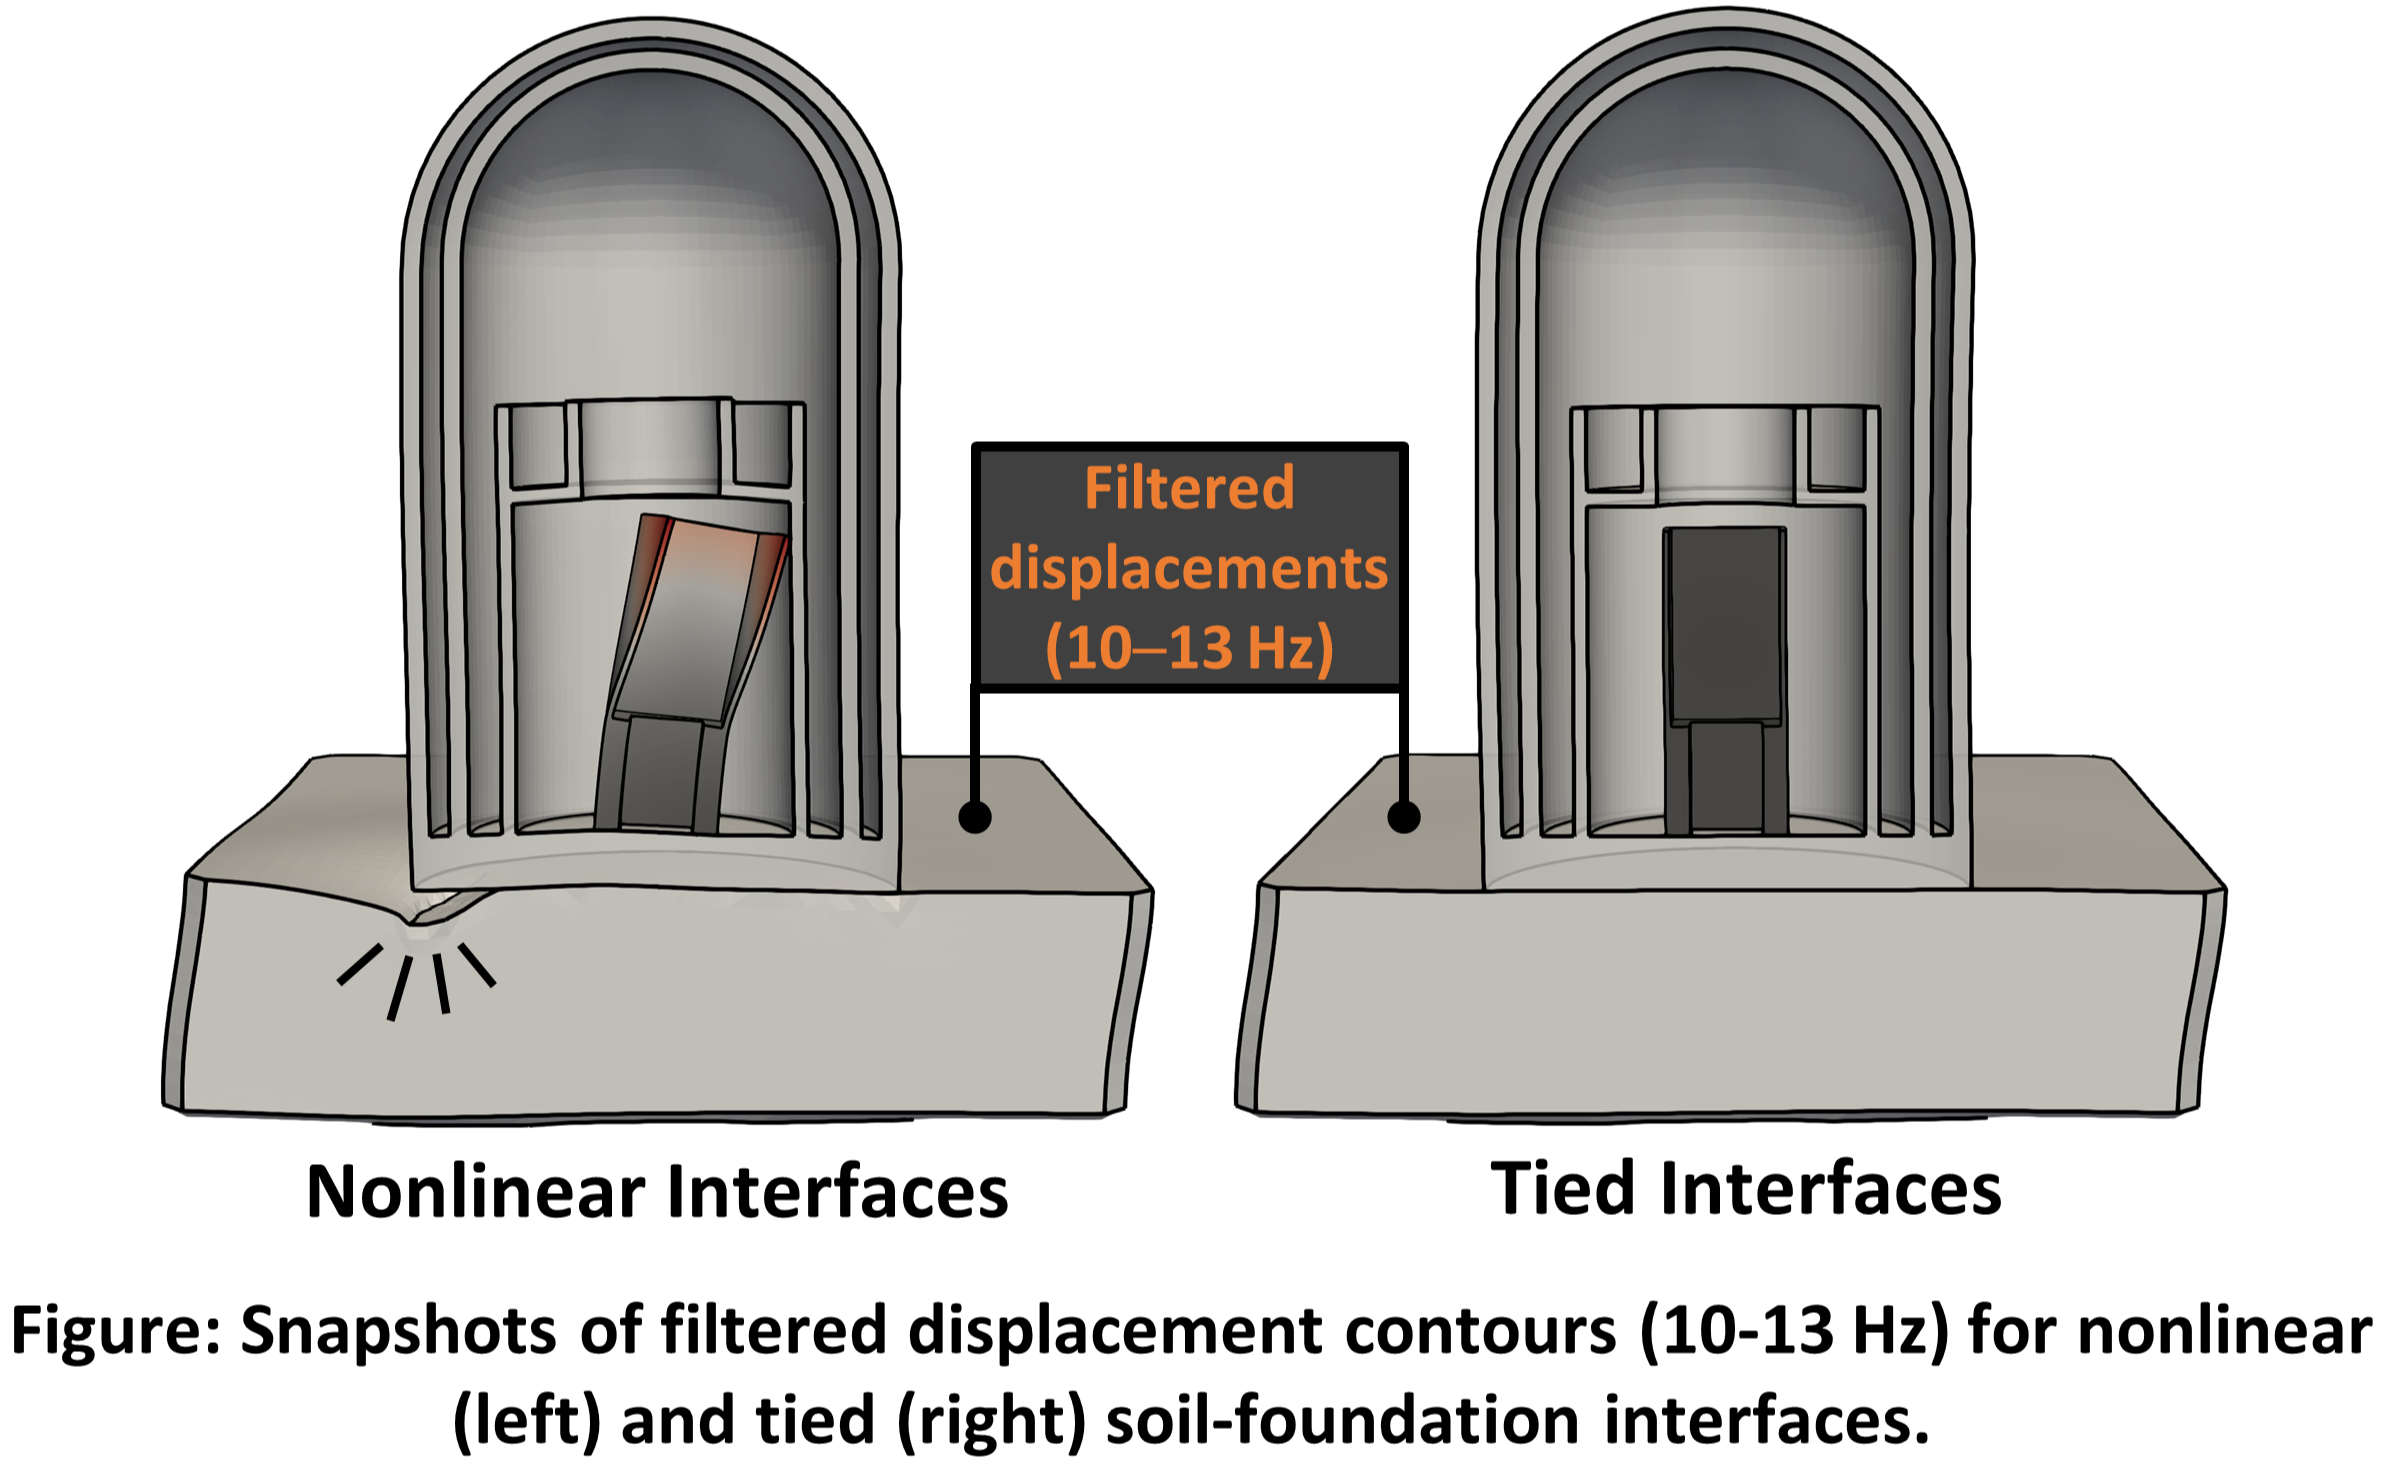 Filtered
displacements
(10–13 Hz)
Nonlinear Interfaces
Tied Interfaces
Figure: Snapshots of filtered displacement contours (10-13 Hz) for nonlinear
(left) and tied (right) soil-foundation interfaces.